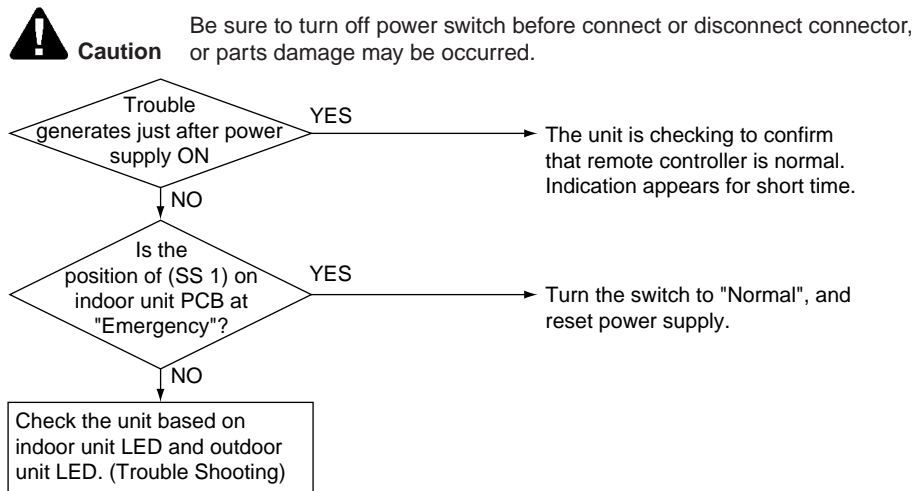 Be sure to turn off power switch before connect or disconnect connector,
Caution or parts damage may be occurred.
Trouble
generates just after power
supply ON
YES
The unit is checking to confirm
that remote controller is normal.
Indication appears for short time.
NO
Is the
position of (SS 1) on
indoor unit PCB at
"Emergency"?
YES
Turn the switch to "Normal", and
reset power supply.
NO
Check the unit based on
indoor unit LED and outdoor
unit LED. (Trouble Shooting)